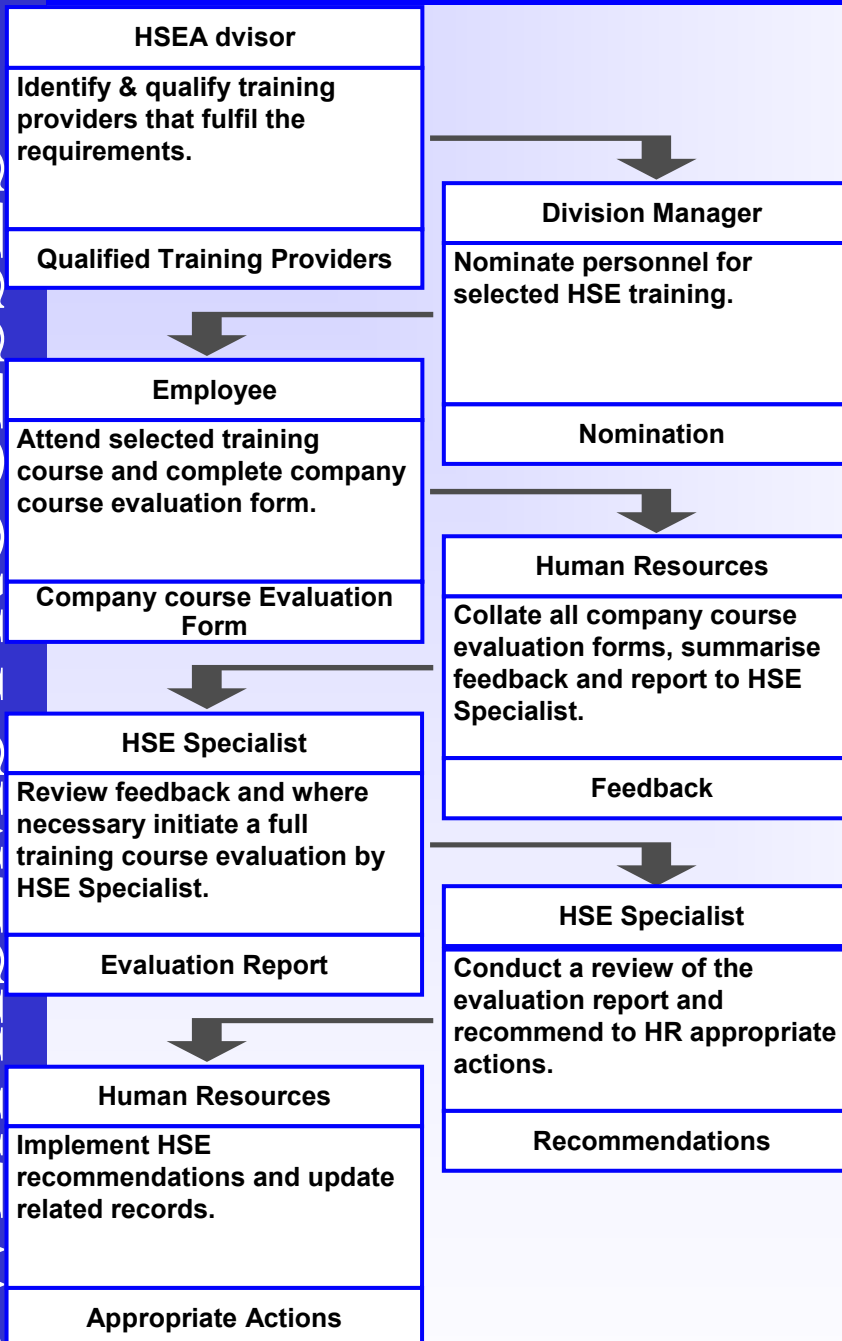 HSEA dvisor
Identify & qualify training
providers that fulfil the
requirements.
Qualified Training Providers
Division Manager
Nominate personnel for
selected HSE training.
Nomination
Employee
Attend selected training
course and complete company
course evaluation form.
Company course Evaluation
Form
Human Resources
Collate all company course
evaluation forms, summarise
feedback and report to HSE
Specialist.
Feedback
HSE Specialist
Review feedback and where
necessary initiate a full
training course evaluation by
HSE Specialist.
Evaluation Report
HSE Specialist
Conduct a review of the
evaluation report and
recommend to HR appropriate
actions.
Recommendations
Human Resources
Implement HSE
recommendations and update
related records.
Appropriate Actions